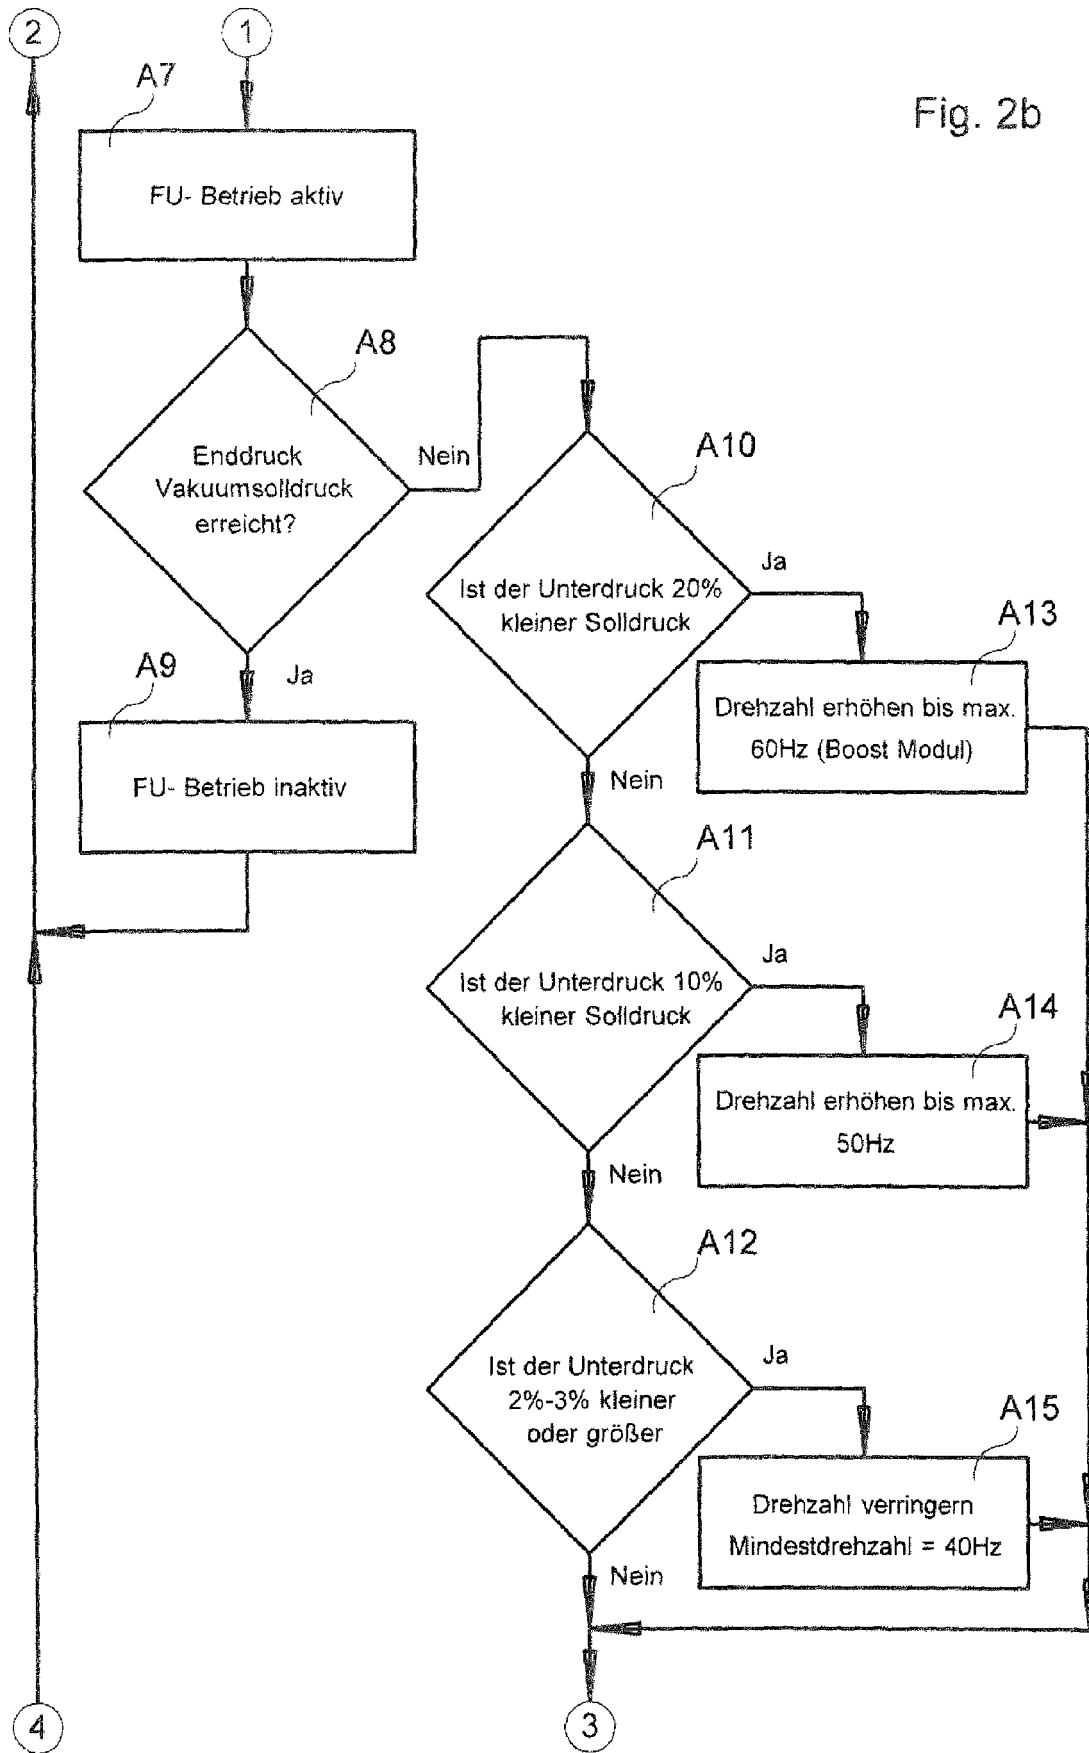 2
1
A7
Fig. 2b
FU- Betrieb aktiv
A8
Enddruck
Vakuumsolldruck
erreicht?
Nein
Ja
A9
FU- Betrieb inaktiv
A10
Ist der Unterdruck 20%
kleiner Solldruck
Ja
A13
Drehzahl erhöhen bis max.
60Hz (Boost Modul)
Nein
A11
Ist der Unterdruck 10%
kleiner Solldruck
Ja
A14
Drehzahl erhöhen bis max.
50Hz
Nein
A12
Ist der Unterdruck
2%-3% kleiner
oder größer
Ja
A15
Drehzahl verringern
Mindestdrehzahl = 40Hz
Nein
4
3